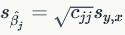 $s_{\hat{\beta}_j} = \sqrt{c_{jj}} s_{y,x}$